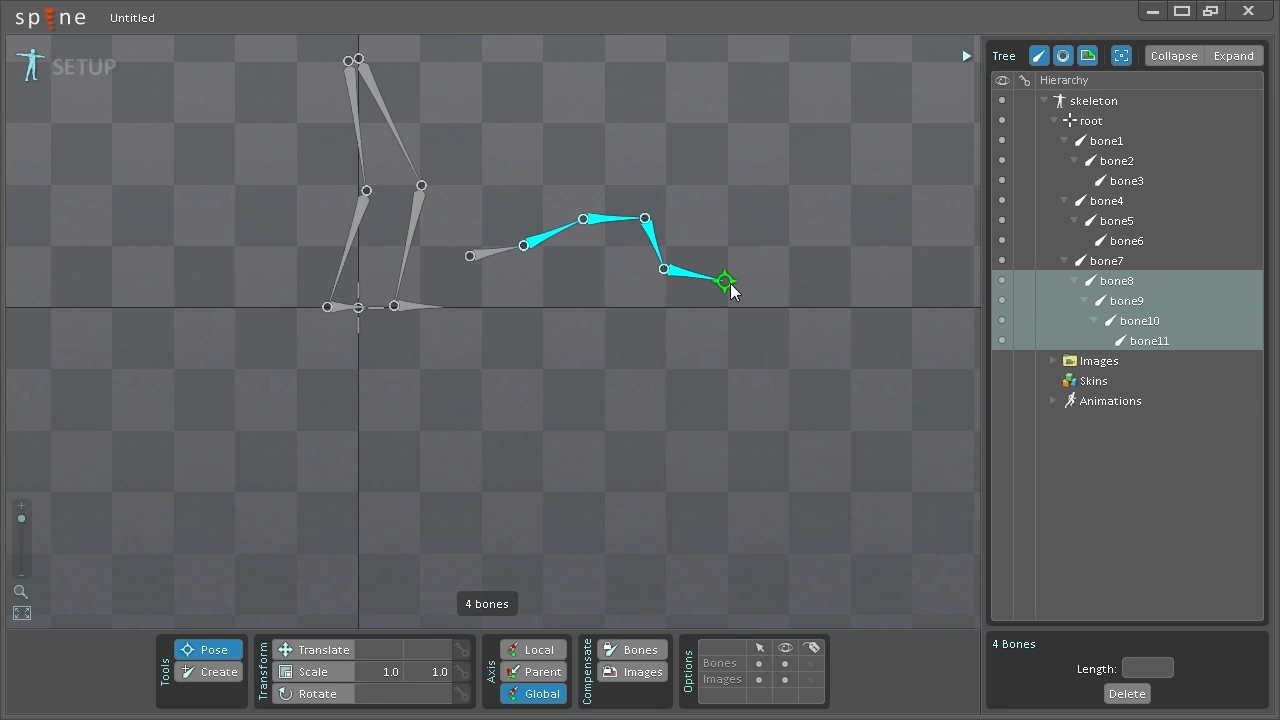 spine Untitled
SETUP
Tree Collapse Expand
Hierarchy
skeleton
root
bone1
bone2
bone3
bone4
bone5
bone6
bone7
bone8
bone9
bone10
bone11
Images
Skins
Animations
4 bones
Tools
Pose
Create
Transform
Translate
Scale 1.0 1.0
Rotate
Axis
Local
Parent
Global
Compensate
Bones
Images
Options
Bones
Images
4 Bones
Length:
Delete